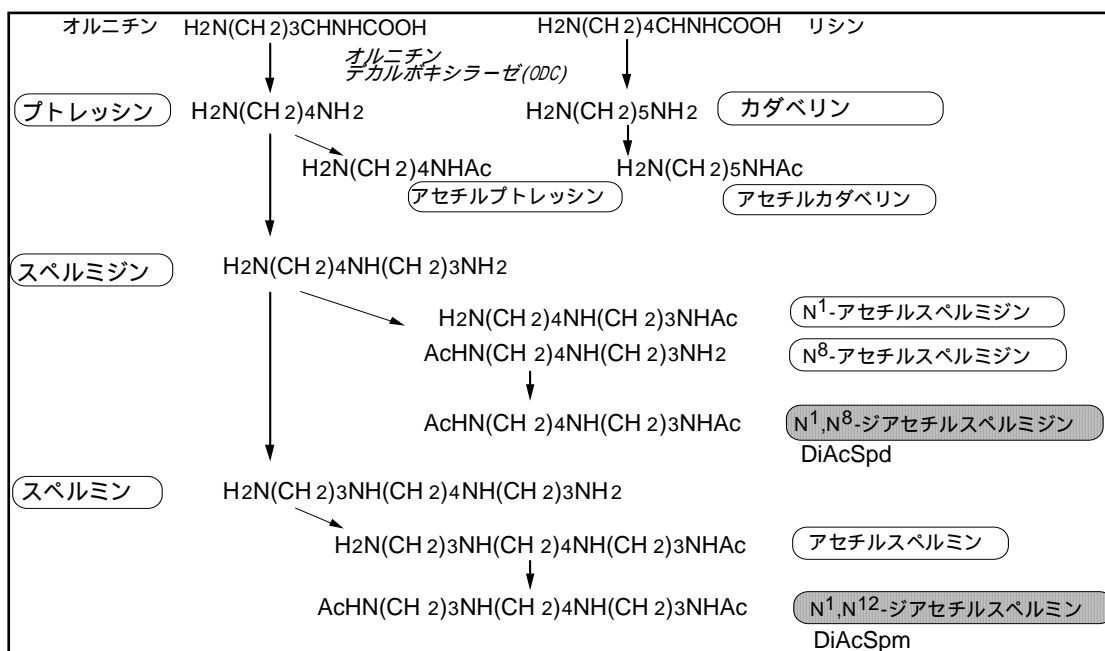 オルニチン H2N(CH2)3CHNHCOOH H2N(CH2)4CHNHCOOH リシン
オルニチン
デカルボキシラーゼ(ODC)
プトレッシン H2N(CH2)4NH2 H2N(CH2)5NH2 カダベリン
H2N(CH2)4NHAc H2N(CH2)5NHAc
アセチルプトレッシン アセチルカダベリン
スペルミジン H2N(CH2)4NH(CH2)3NH2
H2N(CH2)4NH(CH2)3NHAc N1-アセチルスペルミジン
AcHN(CH2)4NH(CH2)3NH2 N8-アセチルスペルミジン
AcHN(CH2)4NH(CH2)3NHAc N1,N8-ジアセチルスペルミジン
DiAcSpd
スペルミン H2N(CH2)3NH(CH2)4NH(CH2)3NH2
H2N(CH2)3NH(CH2)4NH(CH2)3NHAc アセチルスペルミン
AcHN(CH2)3NH(CH2)4NH(CH2)3NHAc N1,N12-ジアセチルスペルミン
DiAcSpm